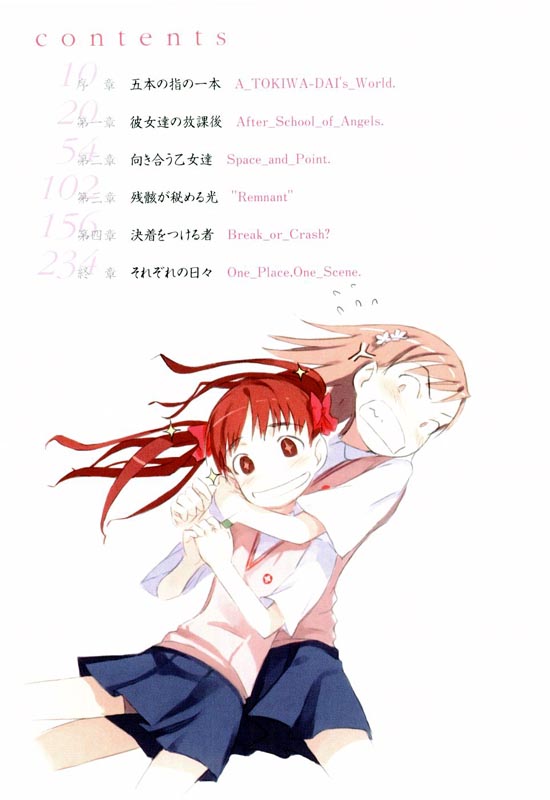 contents
10 序章 五本の指の一本 A_TOKIWA-DAI's_World.
20 第一章 彼女達の放課後 After_School_of_Angels.
54 第二章 向き合う乙女達 Space_and_Point.
102 第三章 残骸が秘める光 "Remnant"
156 第四章 決着をつける者 Break_or_Crash?
234 終章 それぞれの日々 One_Place,One_Scene.